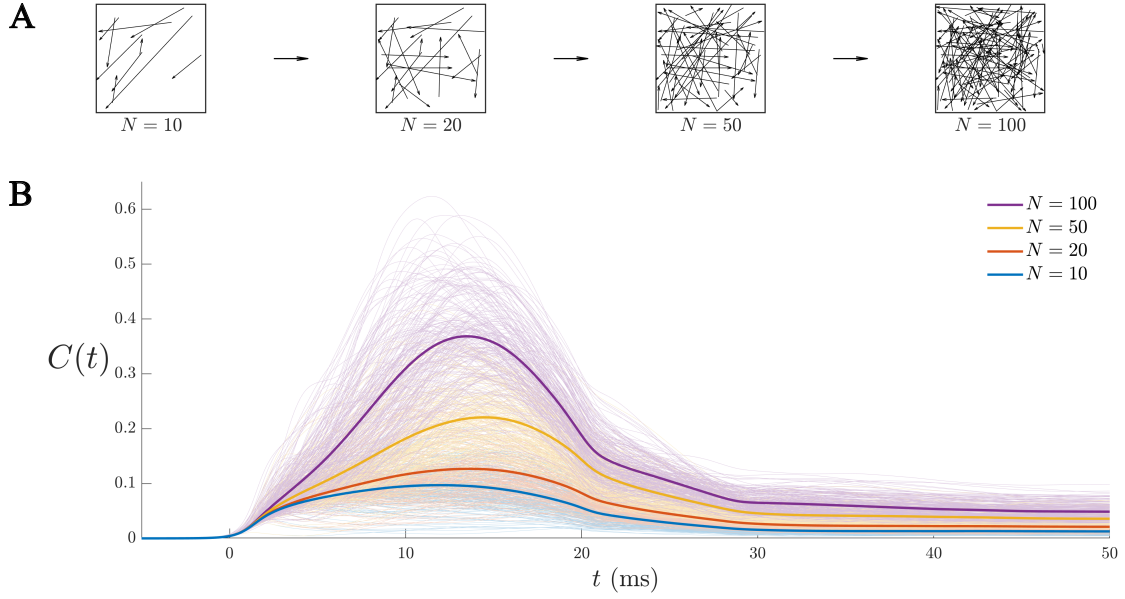 A
N = 10
N = 20
N = 50
N = 100
B
0.6
0.5
0.4
0.3
0.2
0.1
0
C(t)
N = 100
N = 50
N = 20
N = 10
0
10
20
30
40
50
t (ms)